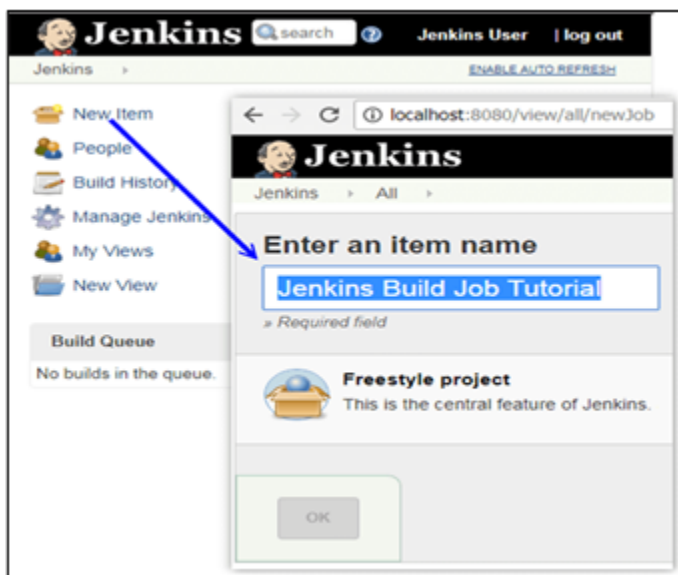 Jenkins search Jenkins User | log out
Jenkins ENABLE AUTO REFRESH
New Item
People
Build History
Manage Jenkins
My Views
New View
Build Queue
No builds in the queue.
localhost:8080/view/all/newJob
Jenkins
Jenkins All
Enter an item name
Jenkins Build Job Tutorial
» Required field
Freestyle project
This is the central feature of Jenkins.
OK